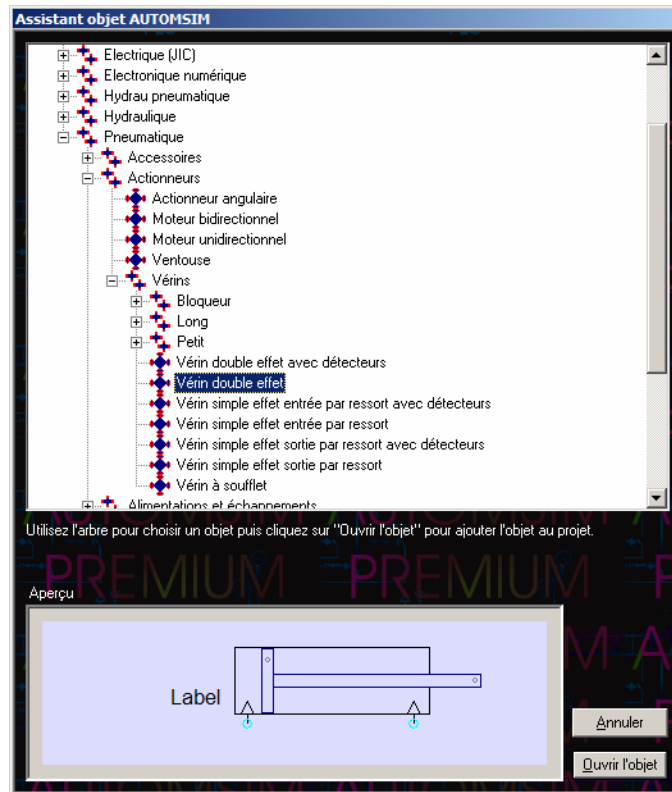 Assistant objet AUTOMSIM
Electrique (JIC)
Electronique numérique
Hydrau pneumatique
Hydraulique
Pneumatique
Accessoires
Actionneurs
Actionneur angulaire
Moteur bidirectionnel
Moteur unidirectionnel
Ventouse
Vérins
Bloqueur
Long
Petit
Vérin double effet avec détecteurs
Vérin double effet
Vérin simple effet entrée par ressort avec détecteurs
Vérin simple effet entrée par ressort
Vérin simple effet sortie par ressort avec détecteurs
Vérin simple effet sortie par ressort
Vérin à soufflet
Alimentations et échappements
Utilisez l'arbre pour choisir un objet puis cliquez sur "Ouvrir l'objet" pour ajouter l'objet au projet.
PREMIUM PREMIUM
Aperçu
Label
Annuler
Ouvrir l'objet